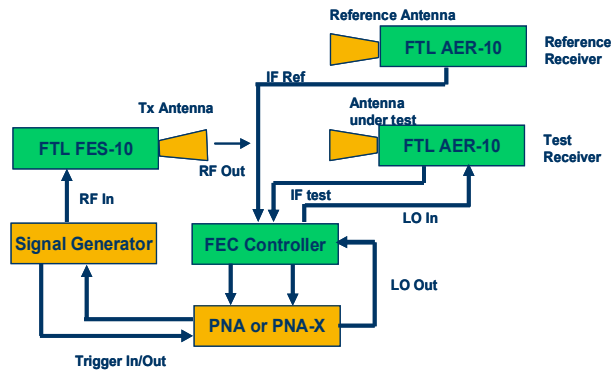 Reference Antenna
FTL AER-10
Reference
Receiver
IF Ref
Tx Antenna
Antenna
under test
FTL FES-10
RF Out
FTL AER-10
Test
Receiver
RF In
IF test
LO In
Signal Generator
FEC Controller
LO Out
PNA or PNA-X
Trigger In/Out